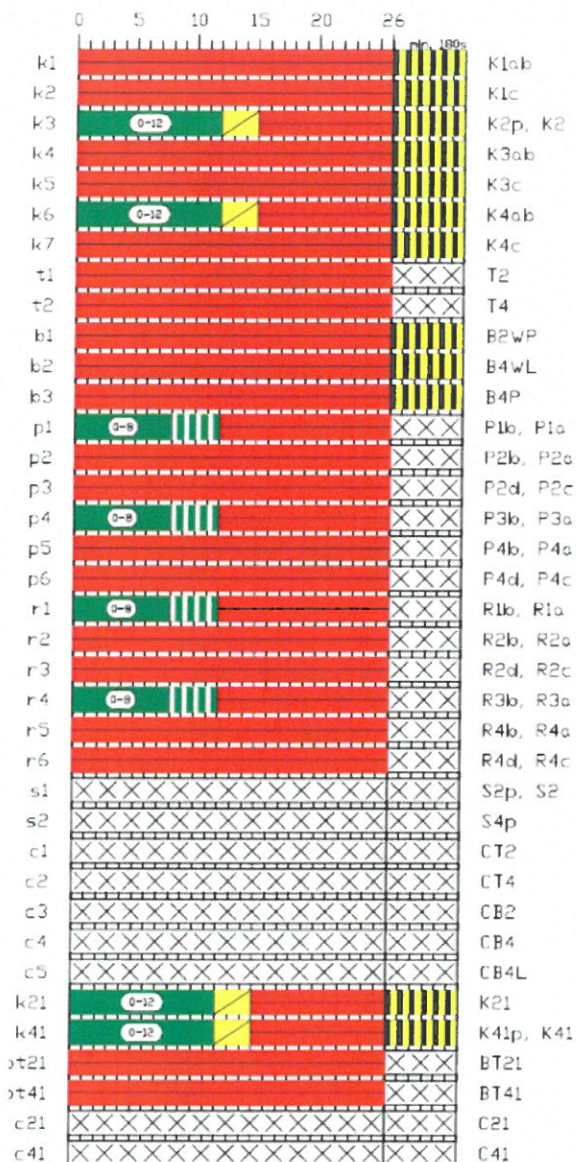 0 10 20 26
min. 180s
k1 K1ab
k2 K1c
k3 0-12 K2p, K2
k4 K3ab
k5 K3c
k6 0-12 K4ab
k7 K4c
t1 T2
t2 T4
b1 B2WP
b2 B4WL
b3 B4P
p1 0-8 P1b, P1a
p2 P2b, P2a
p3 P2d, P2c
p4 0-8 P3b, P3a
p5 P4b, P4a
p6 P4d, P4c
r1 0-8 R1b, R1a
r2 R2b, R2a
r3 R2d, R2c
r4 0-8 R3b, R3a
r5 R4b, R4a
r6 R4d, R4c
s1 S2p, S2
s2 S4p
c1 CT2
c2 CT4
c3 CB2
c4 CB4
c5 CB4L
k21 0-12 K21
k41 0-12 K41p, K41
bt21 BT21
bt41 BT41
c21 C21
c41 C41